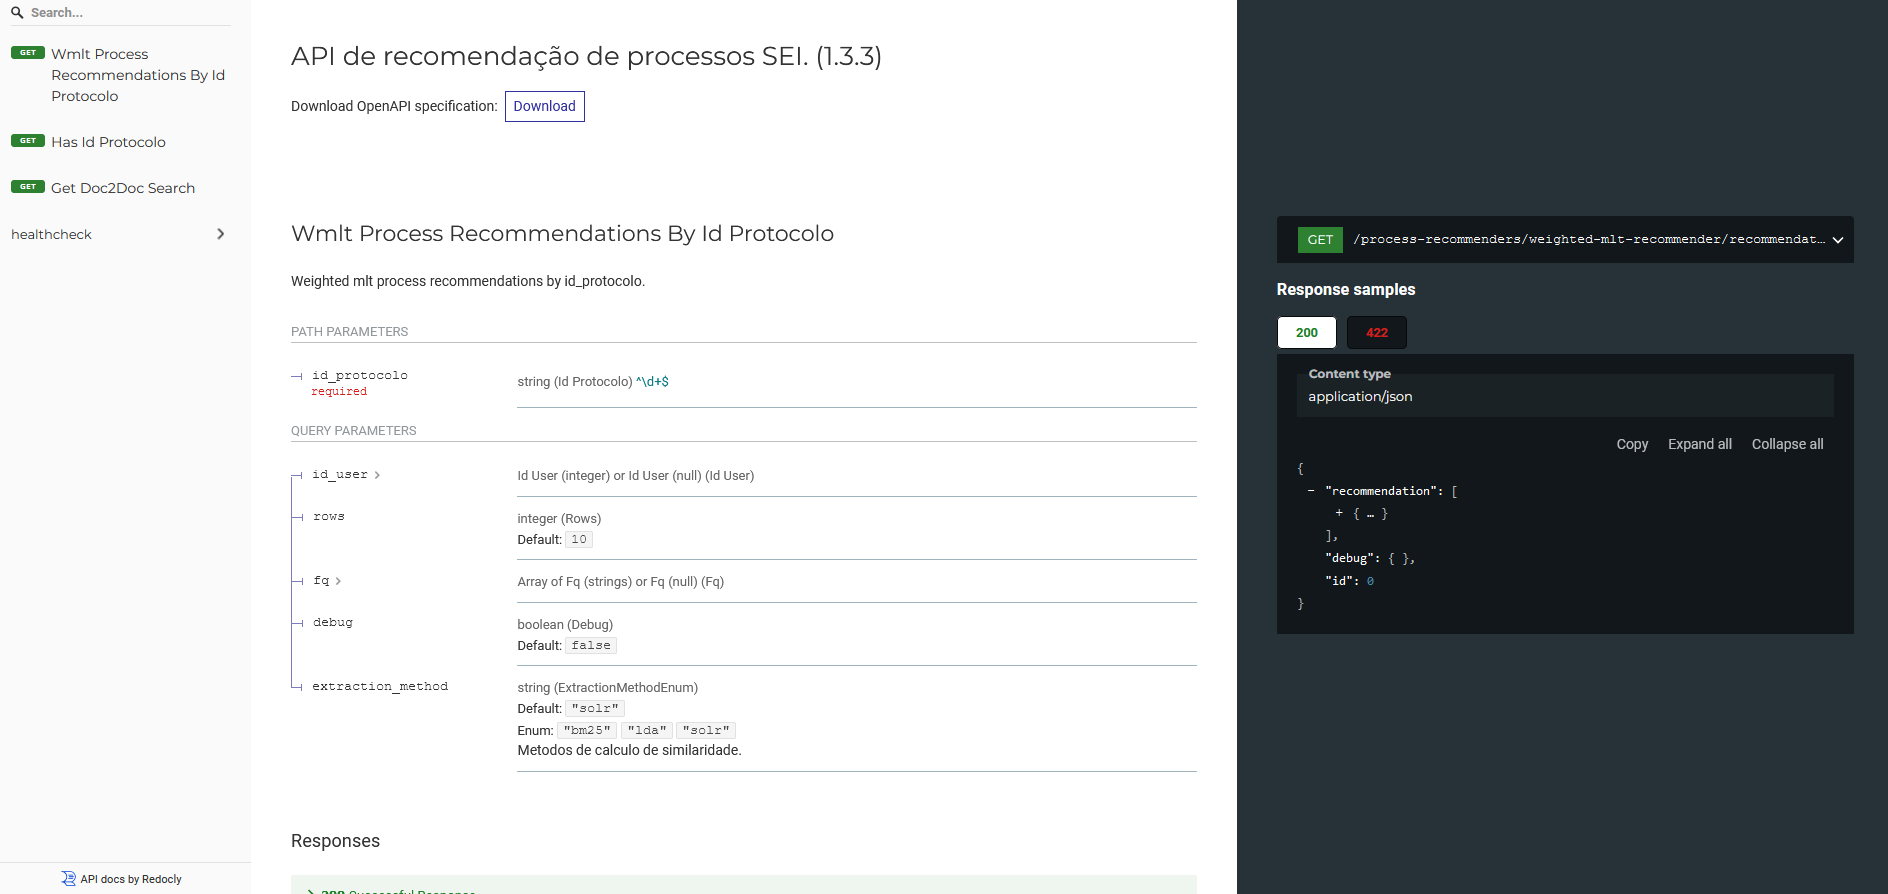 Search...
GET Wmlt Process
Recommendations By Id
Protocolo
GET Has Id Protocolo
GET Get Doc2Doc Search
healthcheck
API docs by Redocly
API de recomendação de processos SEI. (1.3.3)
Download OpenAPI specification: Download
Wmlt Process Recommendations By Id Protocolo
Weighted mlt process recommendations by id_protocolo.
PATH PARAMETERS
id_protocolo
required
string (Id Protocolo) ^\d+$
QUERY PARAMETERS
id_user
Id User (integer) or Id User (null) (Id User)
rows
integer (Rows)
Default: 10
fq
Array of Fq (strings) or Fq (null) (Fq)
debug
boolean (Debug)
Default: false
extraction_method
string (ExtractionMethodEnum)
Default: "solr"
Enum: "bm25" "lda" "solr"
Metodos de calculo de similaridade.
Responses
200 Successful Response
GET /process-recommenders/weighted-mlt-recommender/recommendat…
Response samples
200 422
Content type
application/json
Copy Expand all Collapse all
{
- "recommendation": [
+ { … }
],
"debug": { },
"id": 0
}